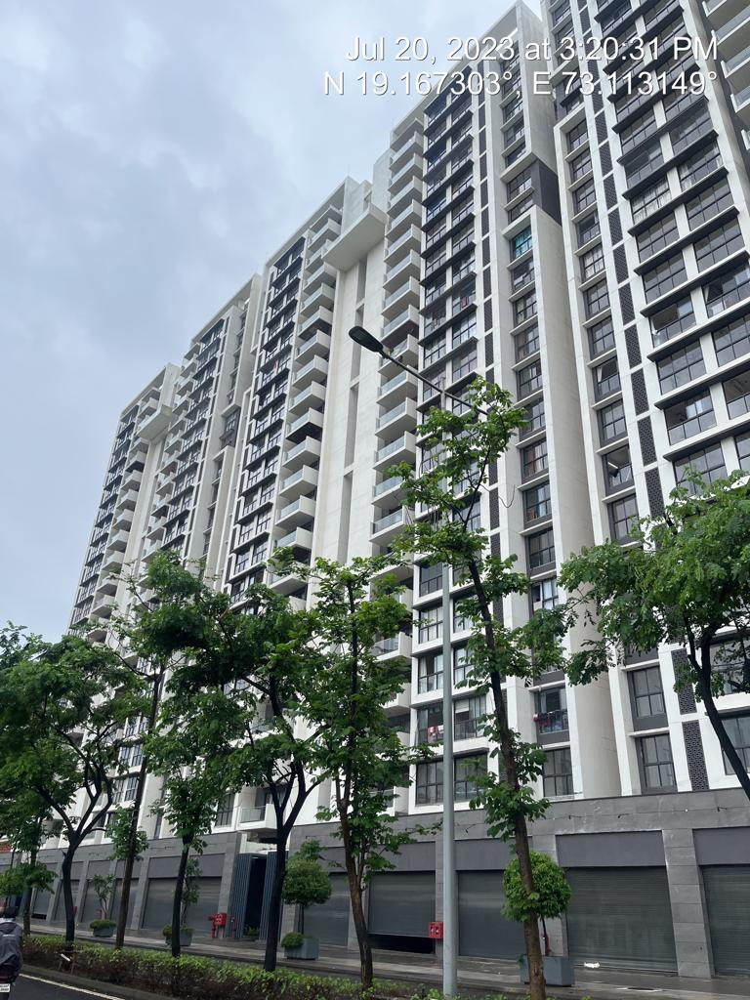 Jul 20, 2023 at 3:20:31 PM
N 19.167303°, E 73.113149°